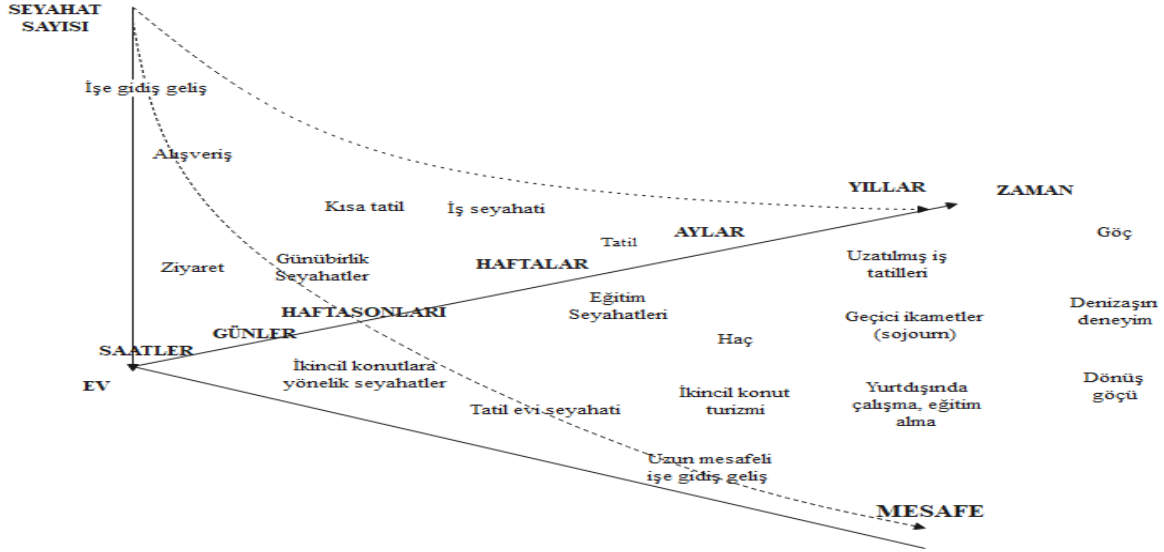 SEYAHAT
SAYISI
İşe gidiş geliş
Alışveriş
YILLAR
ZAMAN
Kısa tatil
İş seyahati
AYLAR
Göç
Tatil
Ziyaret
Günübirlik
Seyahatler
HAFTALAR
Uzatılmış iş
tatilleri
Eğitim
Seyahatleri
HAFTASONLARI
Denizaşırı
deneyim
Geçici ikametler
(sojourn)
GÜNLER
Haç
SAATLER
EV
İkincil konutlara
yönelik seyahatler
Dönüş
göçü
İkincil konut
turizmi
Yurtdışında
çalışma, eğitim
alma
Tatil evi seyahati
Uzun mesafeli
işe gidiş geliş
MESAFE